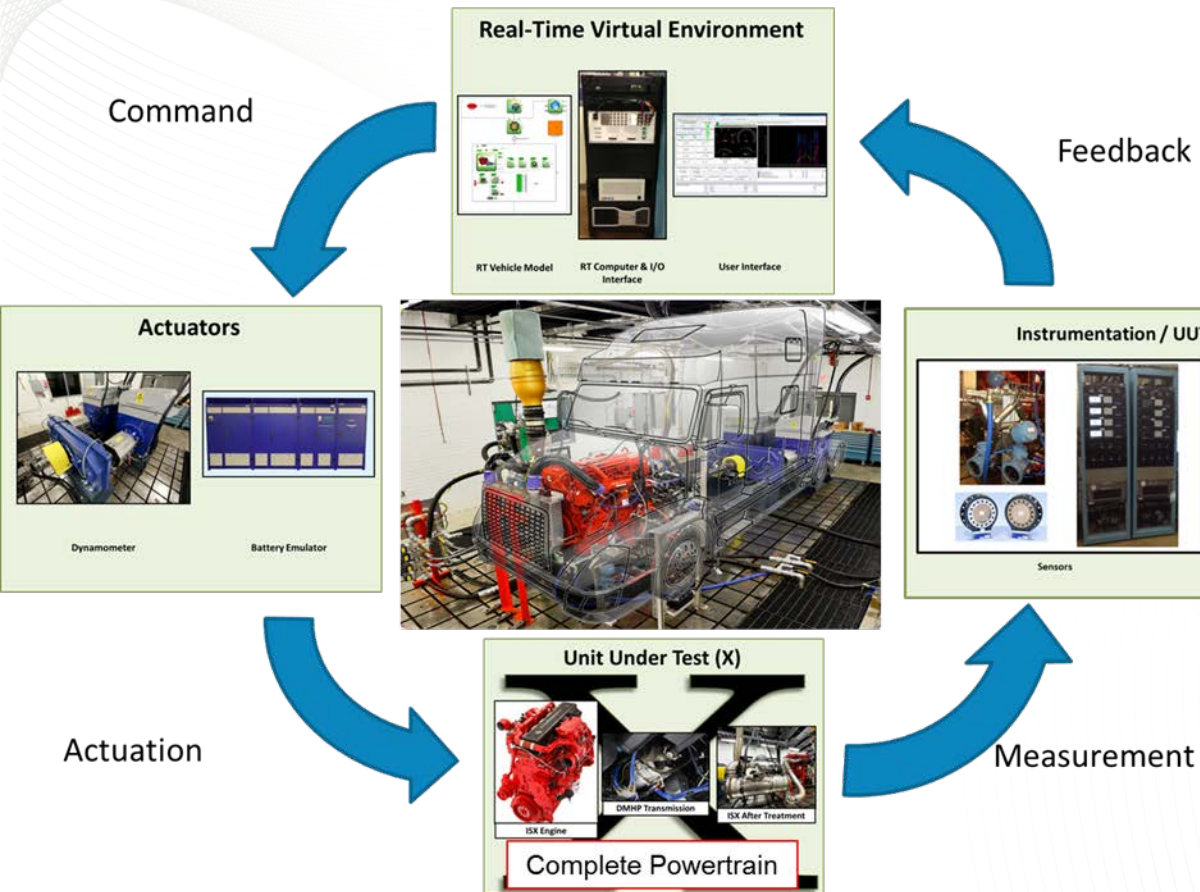 Real-Time Virtual Environment
Command
Feedback
RT Vehicle Model
RT Computer & I/O
Interface
User Interface
Actuators
Dynamometer
Battery Emulator
Instrumentation /
Sensors
Unit Under Test (X)
X
ISX Engine
DMHP Transmission
ISX After Treatment
Complete Powertrain
Actuation
Measurement